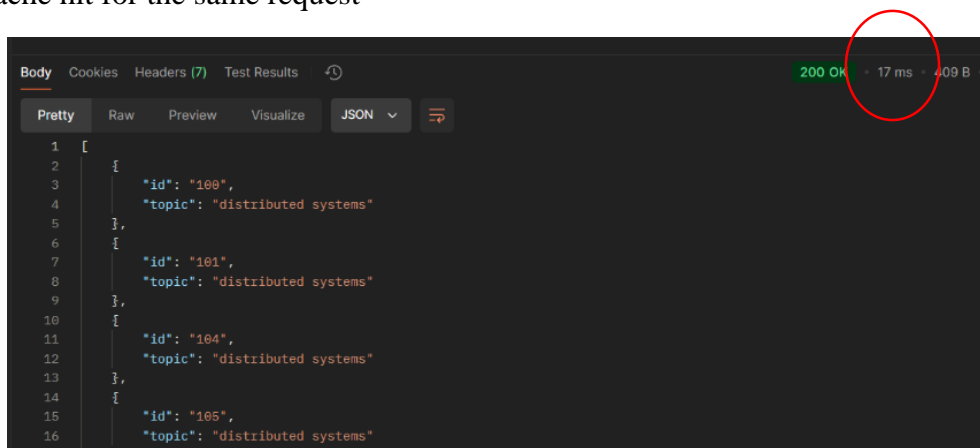 ache hit for the same request
Body Cookies Headers (7) Test Results 200 OK 17 ms 409 B
Pretty Raw Preview Visualize JSON
1 [
2 {
3 "id": "100",
4 "topic": "distributed systems"
5 },
6 {
7 "id": "101",
8 "topic": "distributed systems"
9 },
10 {
11 "id": "104",
12 "topic": "distributed systems"
13 },
14 {
15 "id": "105",
16 "topic": "distributed systems"